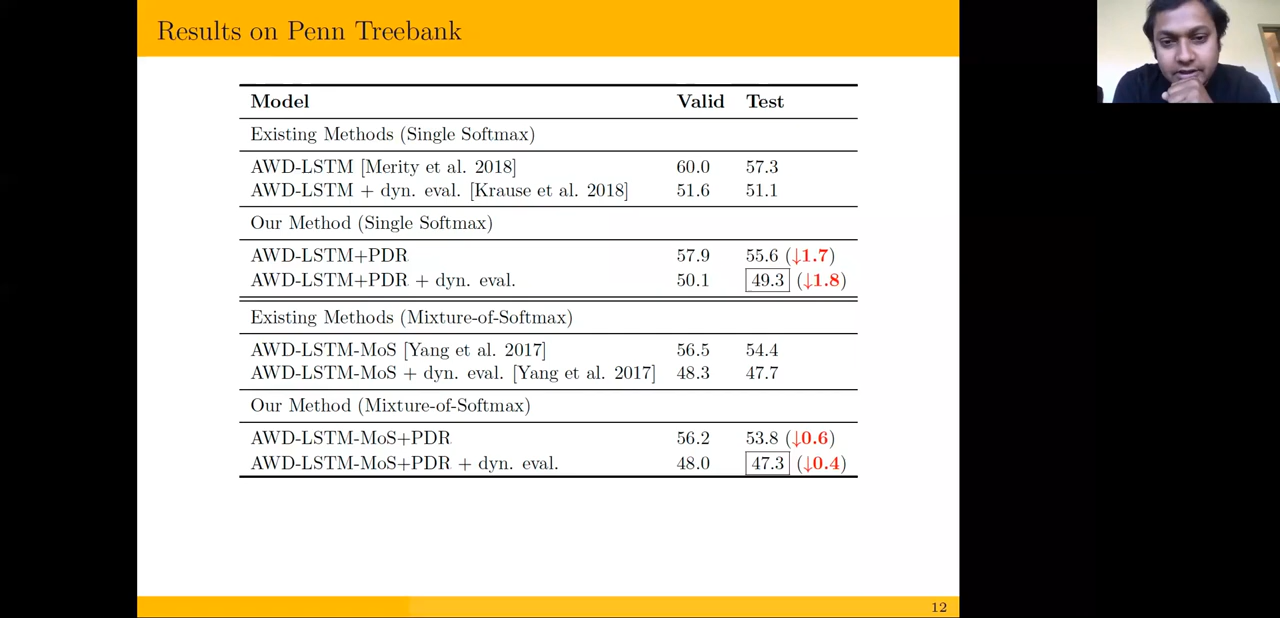 Results on Penn Treebank
Model Valid Test
Existing Methods (Single Softmax)
AWD-LSTM [Merity et al. 2018] 60.0 57.3
AWD-LSTM + dyn. eval. [Krause et al. 2018] 51.6 51.1
Our Method (Single Softmax)
AWD-LSTM+PDR 57.9 55.6 (↓1.7)
AWD-LSTM+PDR + dyn. eval. 50.1 49.3 (↓1.8)
Existing Methods (Mixture-of-Softmax)
AWD-LSTM-MoS [Yang et al. 2017] 56.5 54.4
AWD-LSTM-MoS + dyn. eval. [Yang et al. 2017] 48.3 47.7
Our Method (Mixture-of-Softmax)
AWD-LSTM-MoS+PDR 56.2 53.8 (↓0.6)
AWD-LSTM-MoS+PDR + dyn. eval. 48.0 47.3 (↓0.4)
12